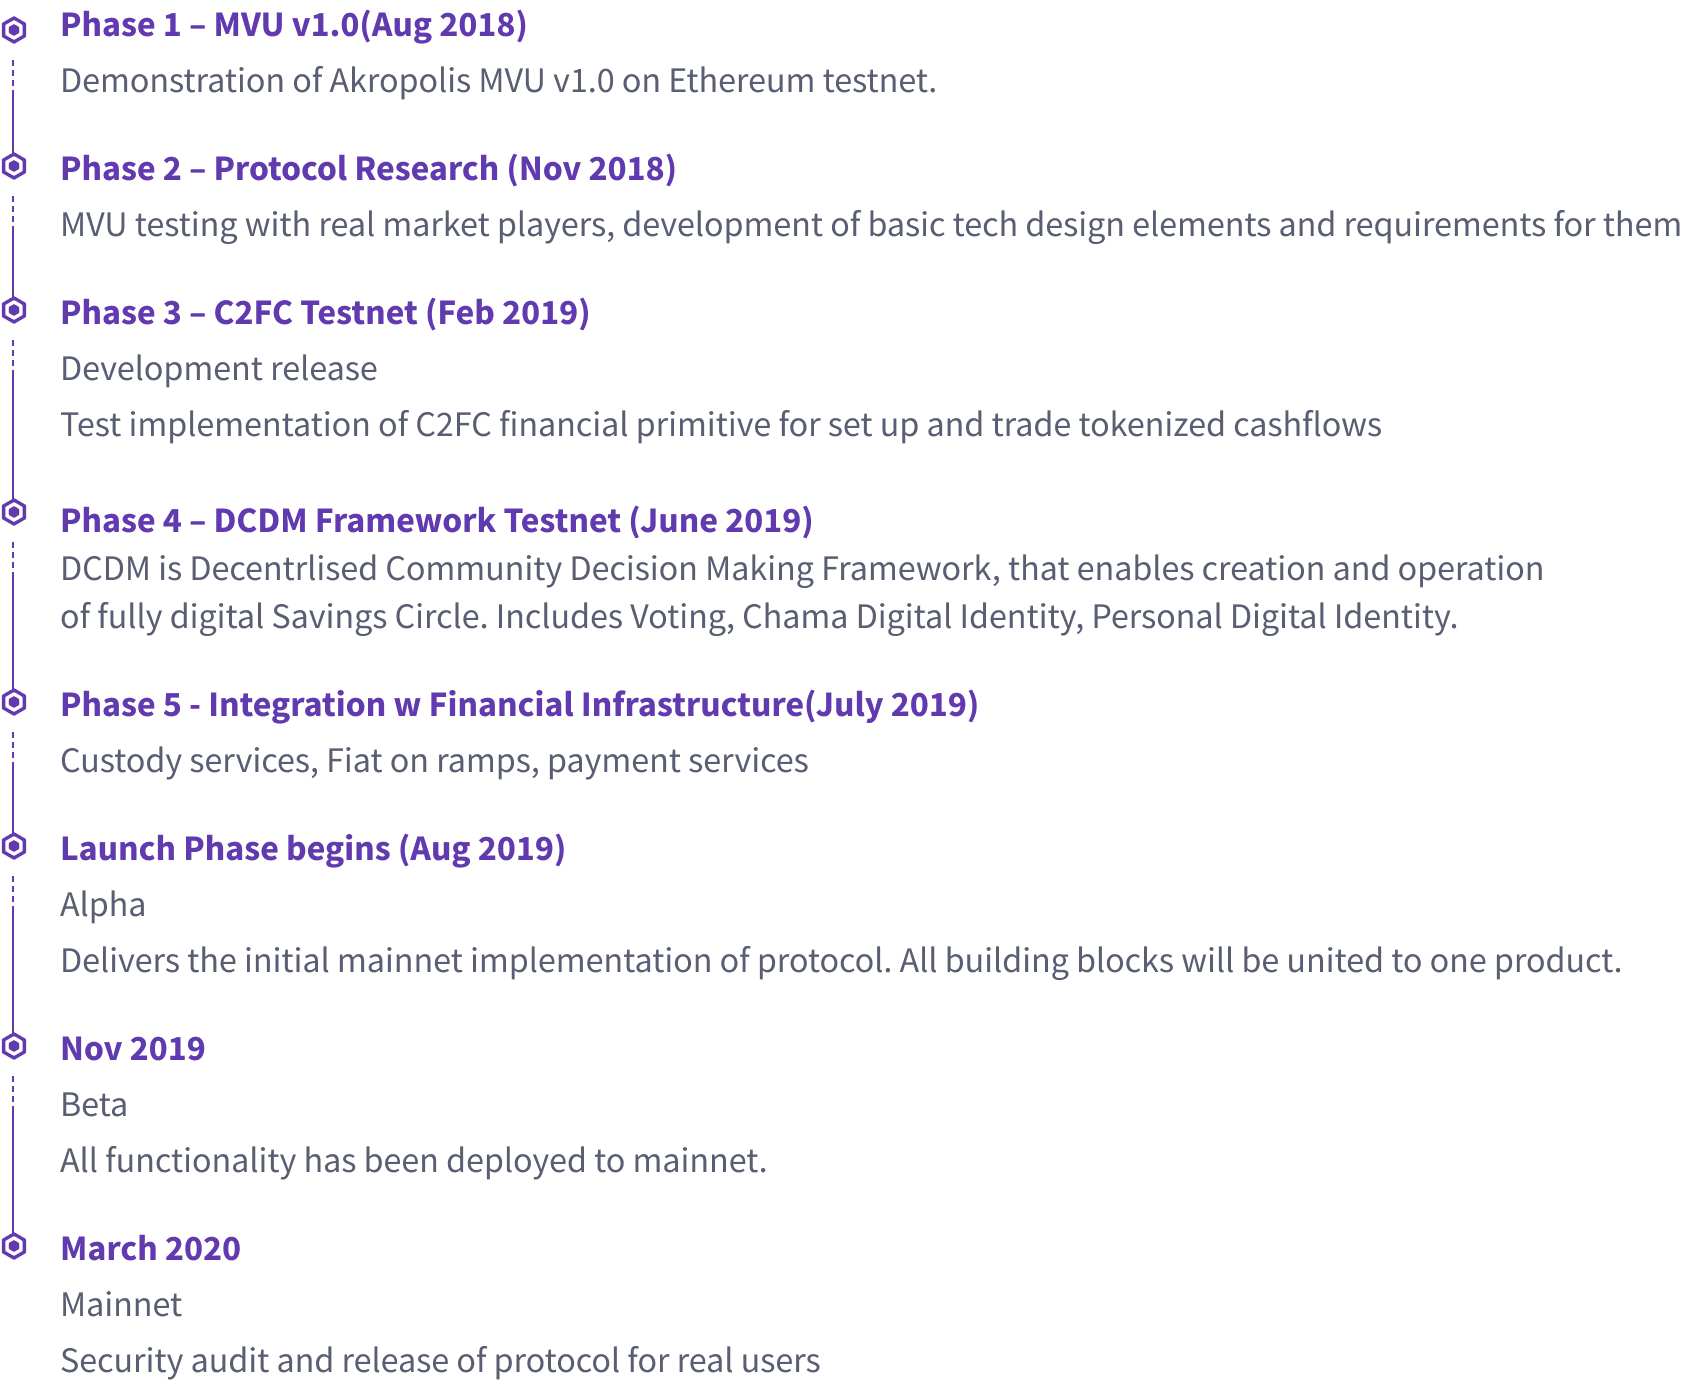 Phase 1 – MVU v1.0(Aug 2018)
Demonstration of Akropolis MVU v1.0 on Ethereum testnet.
Phase 2 – Protocol Research (Nov 2018)
MVU testing with real market players, development of basic tech design elements and requirements for them
Phase 3 – C2FC Testnet (Feb 2019)
Development release
Test implementation of C2FC financial primitive for set up and trade tokenized cashflows
Phase 4 – DCDM Framework Testnet (June 2019)
DCDM is Decentrlised Community Decision Making Framework, that enables creation and operation
of fully digital Savings Circle. Includes Voting, Chama Digital Identity, Personal Digital Identity.
Phase 5 - Integration w Financial Infrastructure(July 2019)
Custody services, Fiat on ramps, payment services
Launch Phase begins (Aug 2019)
Alpha
Delivers the initial mainnet implementation of protocol. All building blocks will be united to one product.
Nov 2019
Beta
All functionality has been deployed to mainnet.
March 2020
Mainnet
Security audit and release of protocol for real users